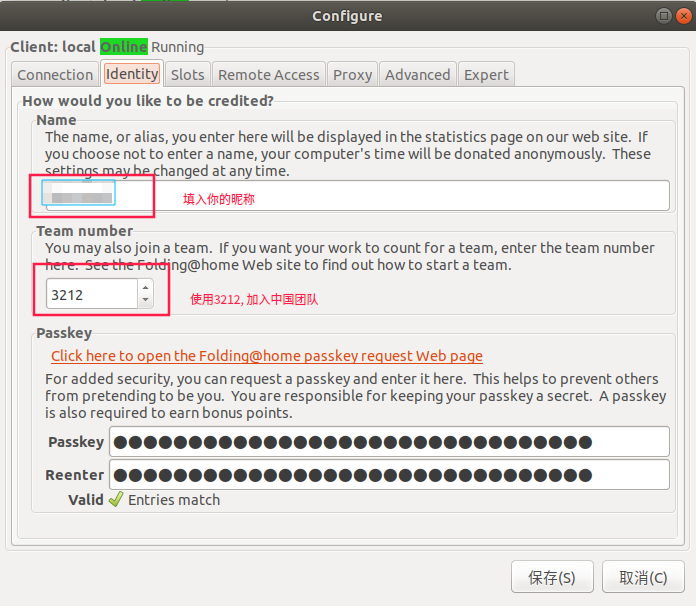 Configure
Client: local Online Running
Connection Identity Slots Remote Access Proxy Advanced Expert
How would you like to be credited?
Name
The name, or alias, you enter here will be displayed in the statistics page on our web site. If
you choose not to enter a name, your computer's time will be donated anonymously. These
settings may be changed at any time.
填入你的昵称
Team number
You may also join a team. If you want your work to count for a team, enter the team number
here. See the Folding@home Web site to find out how to start a team.
3212
使用3212, 加入中国团队
Passkey
Click here to open the Folding@home passkey request Web page
For added security, you can request a passkey and enter it here. This helps to prevent others
from pretending to be you. You are responsible for keeping your passkey a secret. A passkey
is also required to earn bonus points.
Passkey ●●●●●●●●●●●●●●●●●●●●●●●●●●●●●●●●
Reenter ●●●●●●●●●●●●●●●●●●●●●●●●●●●●●●●●
Valid Entries match
保存(S) 取消(C)